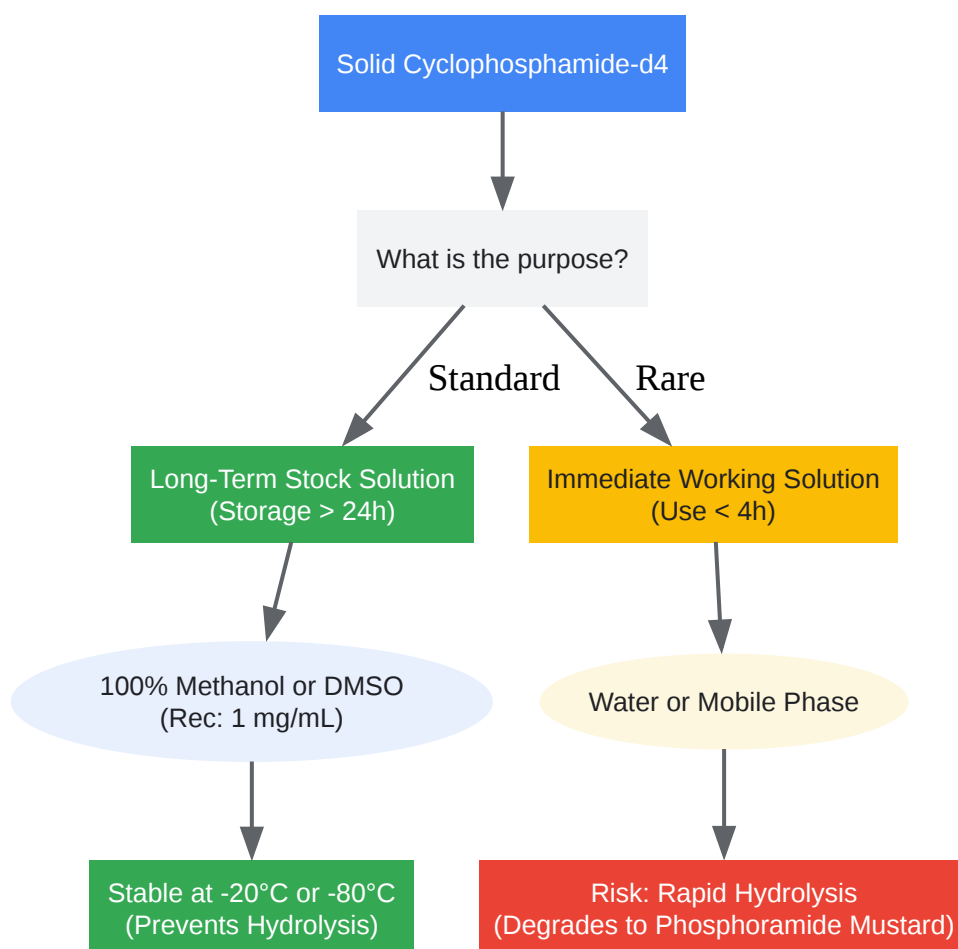 Solid Cyclophosphamide-d4
What is the purpose?
Standard
Rare
Long-Term Stock Solution
(Storage > 24h)
Immediate Working Solution
(Use < 4h)
100% Methanol or DMSO
(Rec: 1 mg/mL)
Water or Mobile Phase
Stable at -20°C or -80°C
(Prevents Hydrolysis)
Risk: Rapid Hydrolysis
(Degrades to Phosphoramide Mustard)